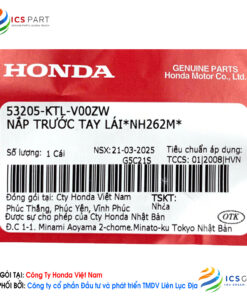 ICS PART
ICS PART
GENUINE PARTS
Honda Motor Co., Ltd.
HONDA
53205-KTL-V00ZW
NẮP TRƯỚC TAY LÁI*NH262M*
Số lượng: 1 Cái
NSX: 21-03-2025
G5C21S
Tiêu chuẩn áp dụng:
TCCS: 01|2008|HVN
Đóng gói tại: Cty Honda Việt Nam
Phúc Thắng, Phúc Yên, Vĩnh Phúc
TSKT:
Nhựa
Được sự cho phép của Cty Honda Nhật Bản
OTK
Đ.C 1-1. Minami Aoyama 2-chome.Minato-ku Tokyo Nhật Bản
GÓI TẠI: Công Ty Honda Việt Nam
PHỐI BỞI: Công ty cổ phần Đầu tư và phát triển TMDV Liên Lục Địa